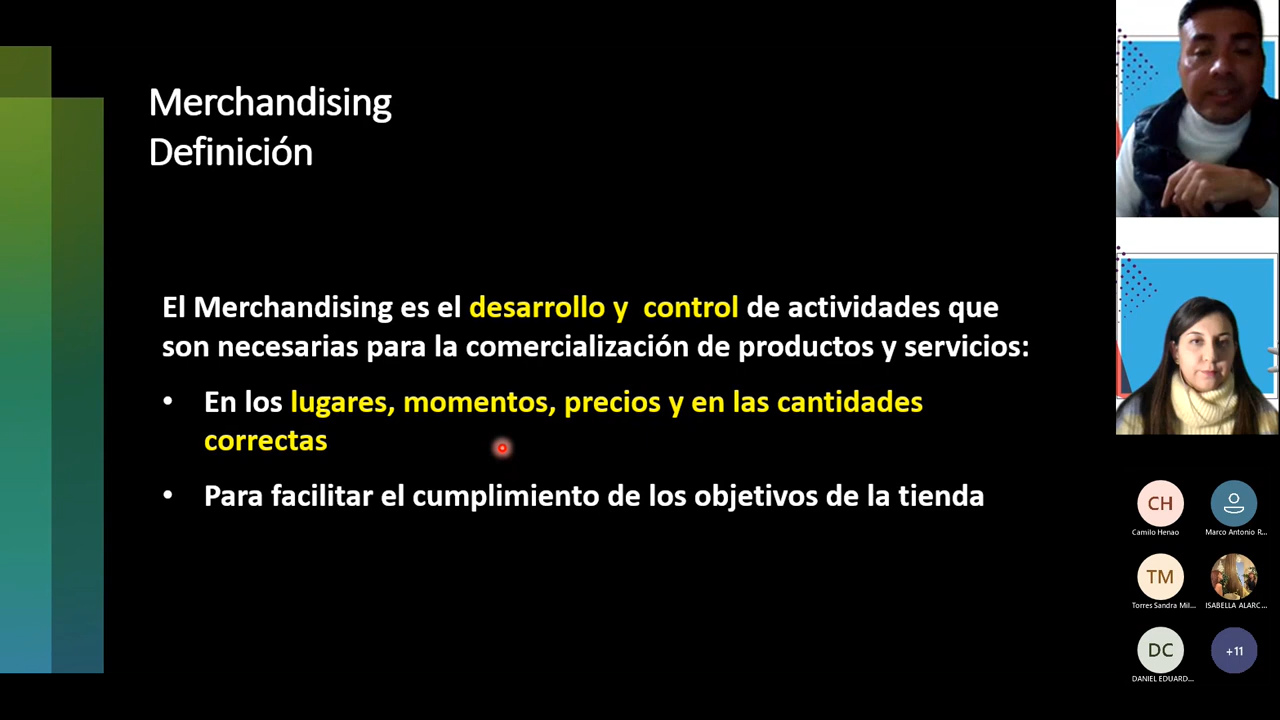 Merchandising
Definición
El Merchandising es el desarrollo y  control de actividades que
son necesarias para la comercialización de productos y servicios:
• En los lugares, momentos, precios y en las cantidades
correctas
• Para facilitar el cumplimiento de los objetivos de la tienda
CH
Camilo Henao
Marco Antonio R...
TM
Torres Sandra Mil...
ISABELLA ALARC...
DC
DANIEL EDUARD...
+11